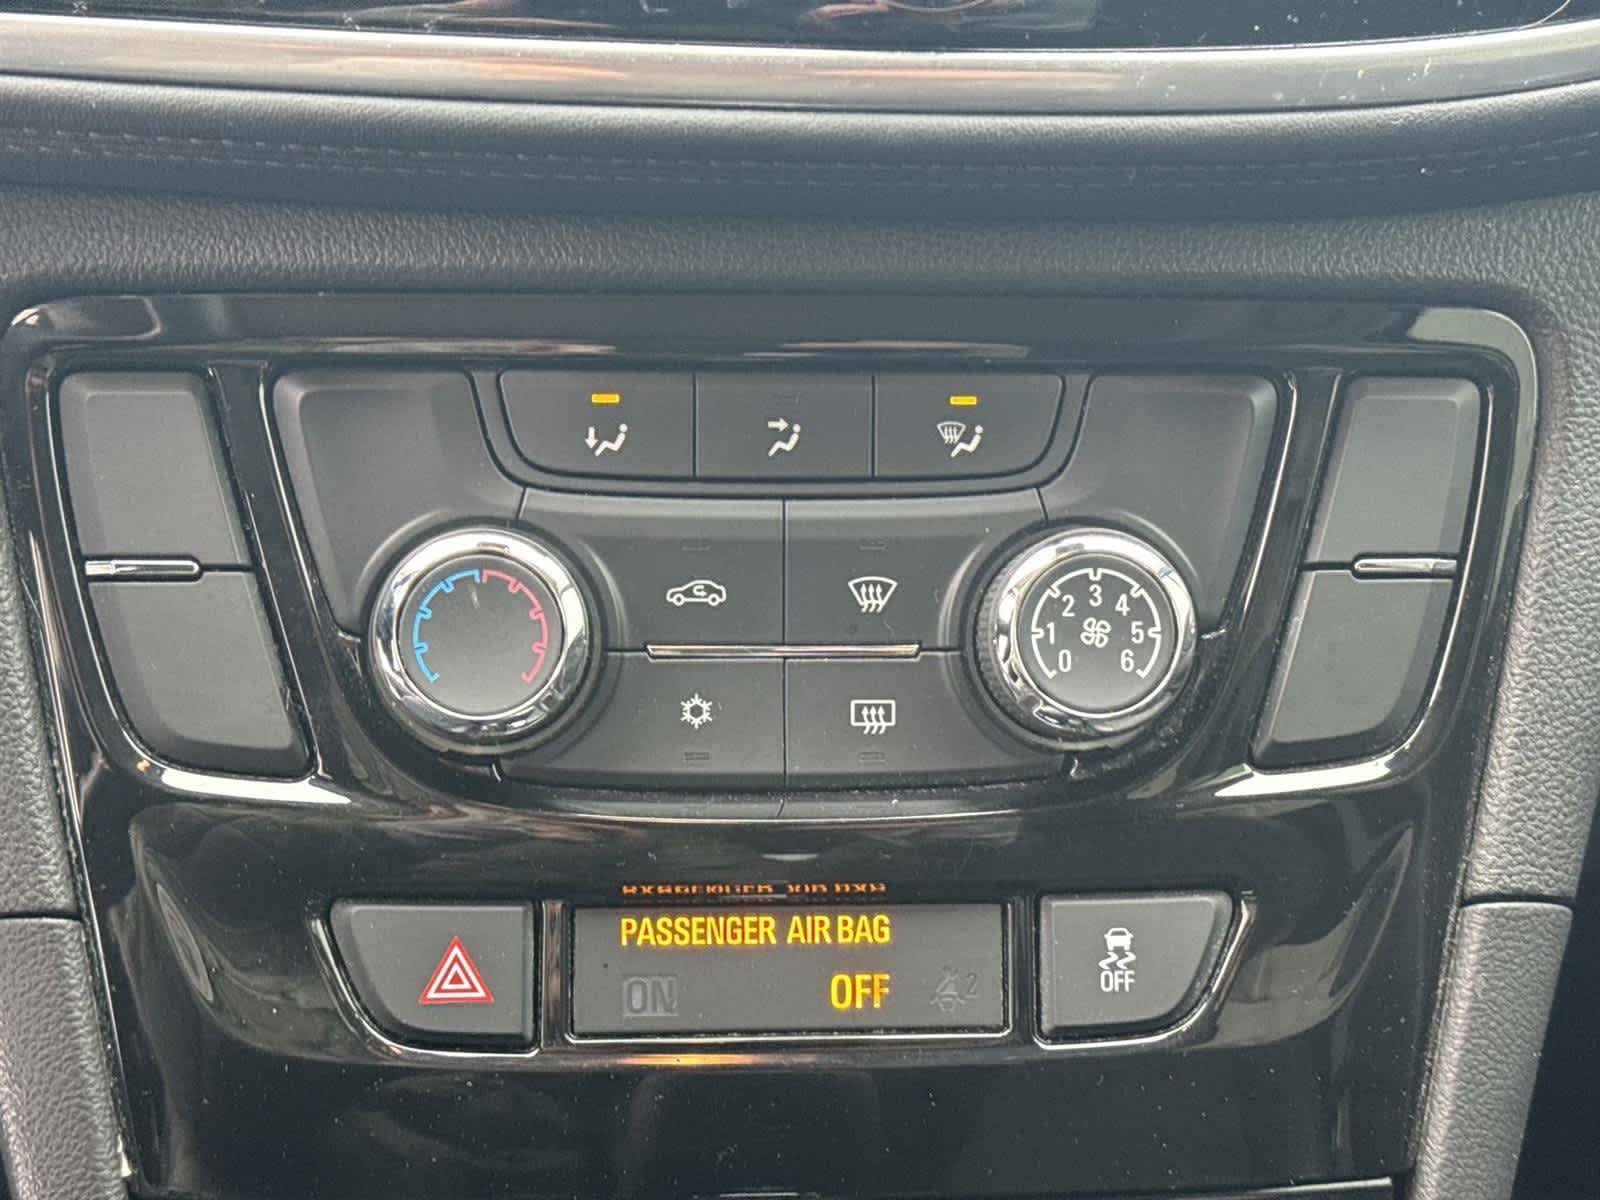 3
2 4
1 5
0 6
PASSENGER AIR BAG
ON OFF 2
OFF